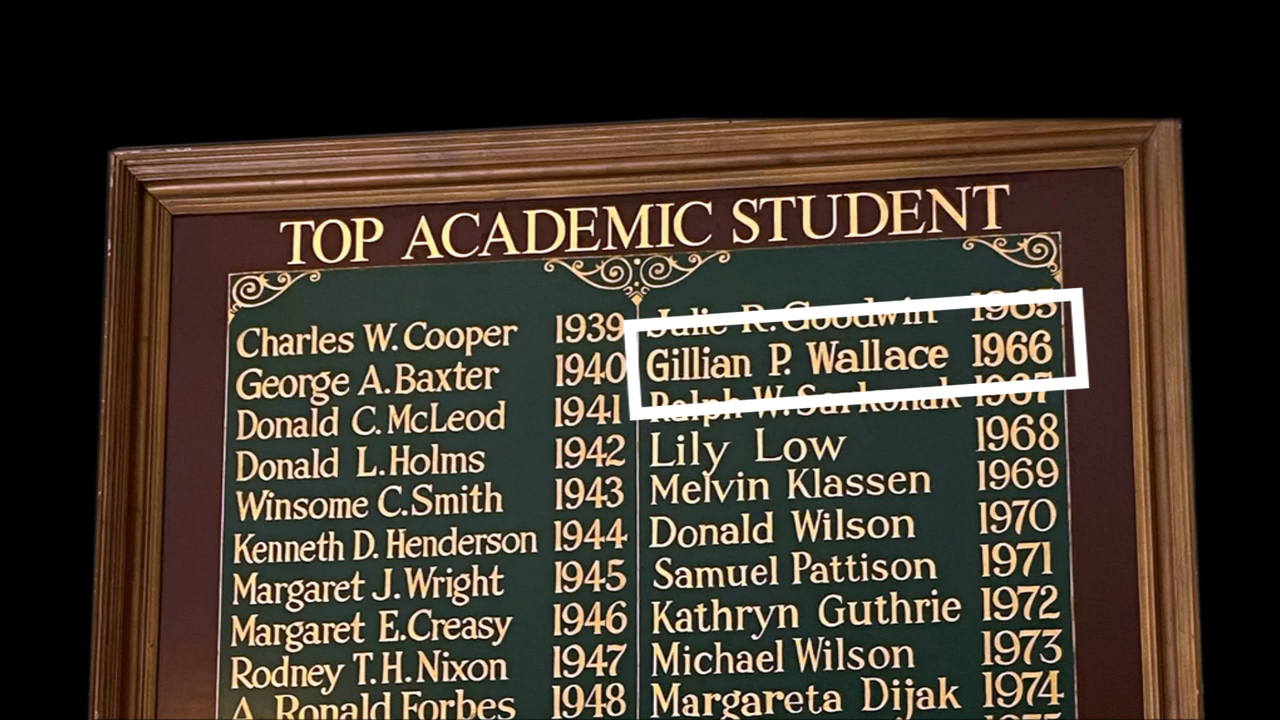 TOP ACADEMIC STUDENT
Charles W. Cooper 1939
George A. Baxter 1940
Donald C. McLeod 1941
Donald L. Holms 1942
Winsome C. Smith 1943
Kenneth D. Henderson 1944
Margaret J. Wright 1945
Margaret E. Creasy 1946
Rodney T. H. Nixon 1947
A. Ronald Forbes 1948
Julie R. Goodwin 1965
Gillian P. Wallace 1966
Ralph W. Sarkonak 1967
Lily Low 1968
Melvin Klassen 1969
Donald Wilson 1970
Samuel Pattison 1971
Kathryn Guthrie 1972
Michael Wilson 1973
Margareta Dijak 1974